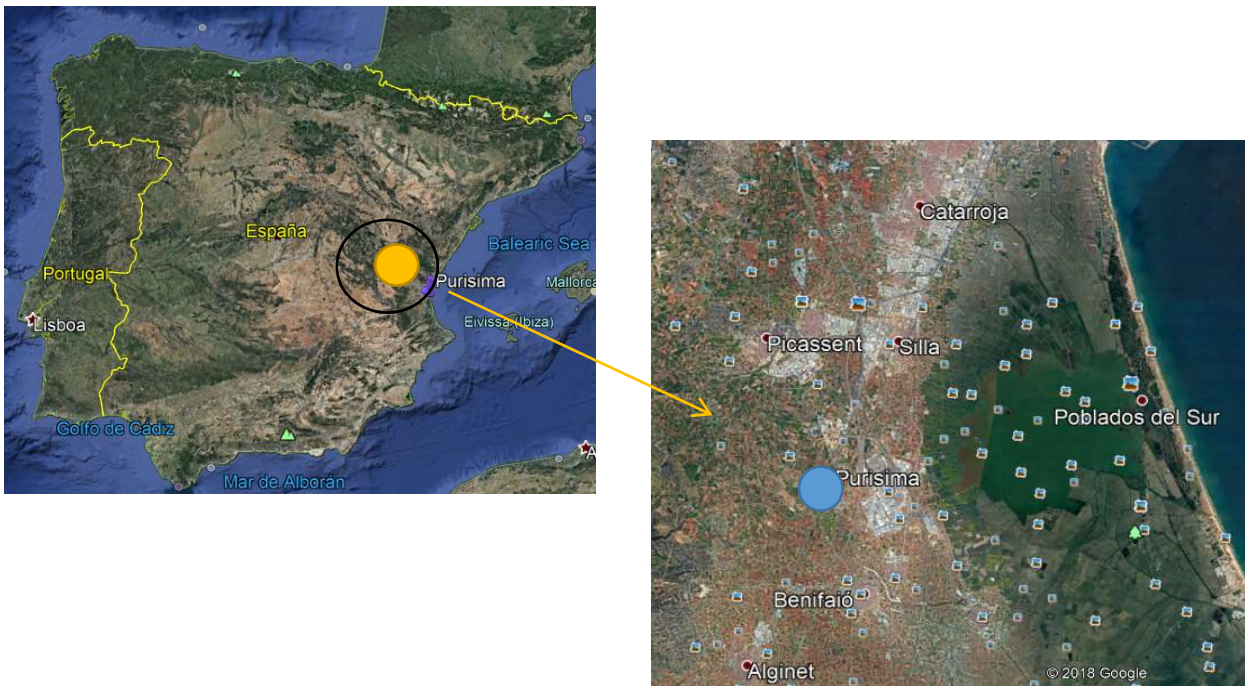 España
Balearic Sea
Portugal
Purisima
Mallorca
Eivissa (Ibiza)
Lisboa
Golfo de Cádiz
Mar de Alborán
A
Catarroja
Picassent
Silla
Poblados del Sur
Purisima
Benifaió
Alginet
© 2018 Google